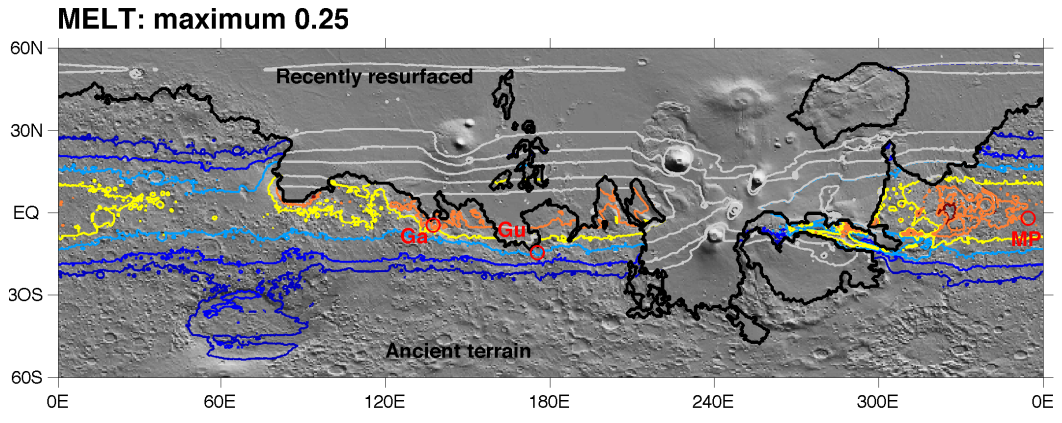 MELT: maximum 0.25
60N
Recently resurfaced
30N
EQ
Ga
Gu
MP
30S
Ancient terrain
60S
0E 60E 120E 180E 240E 300E 0E